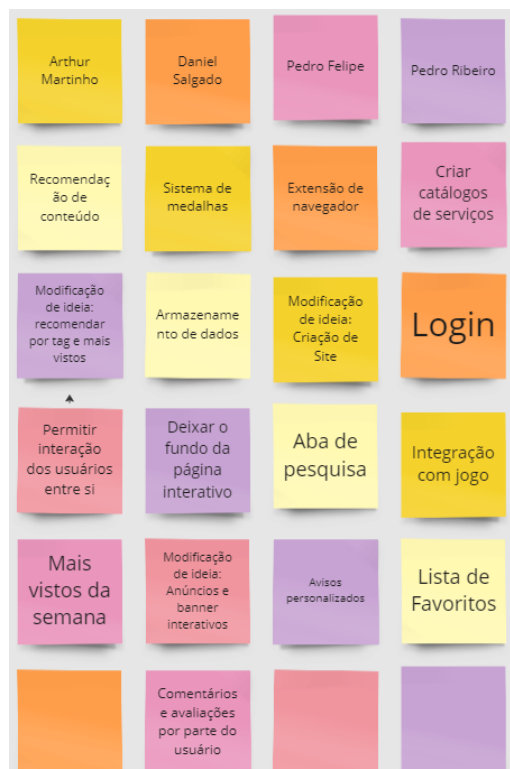 Arthur
Martinho
Daniel
Salgado
Pedro Felipe
Pedro Ribeiro
Recomendaç
ão de
conteúdo
Sistema de
medalhas
Extensão de
navegador
Criar
catálogos
de serviços
Modificação
de ideia:
recomendar
por tag e mais
vistos
Armazename
nto de dados
Modificação
de ideia:
Criação de
Site
Login
Permitir
interação
dos usuários
entre si
Deixar o
fundo da
página
interativo
Aba de
pesquisa
Integração
com jogo
Mais
vistos da
semana
Modificação
de ideia:
Anúncios e
banner
interativos
Avisos
personalizados
Lista de
Favoritos
Comentários
e avaliações
por parte do
usuário